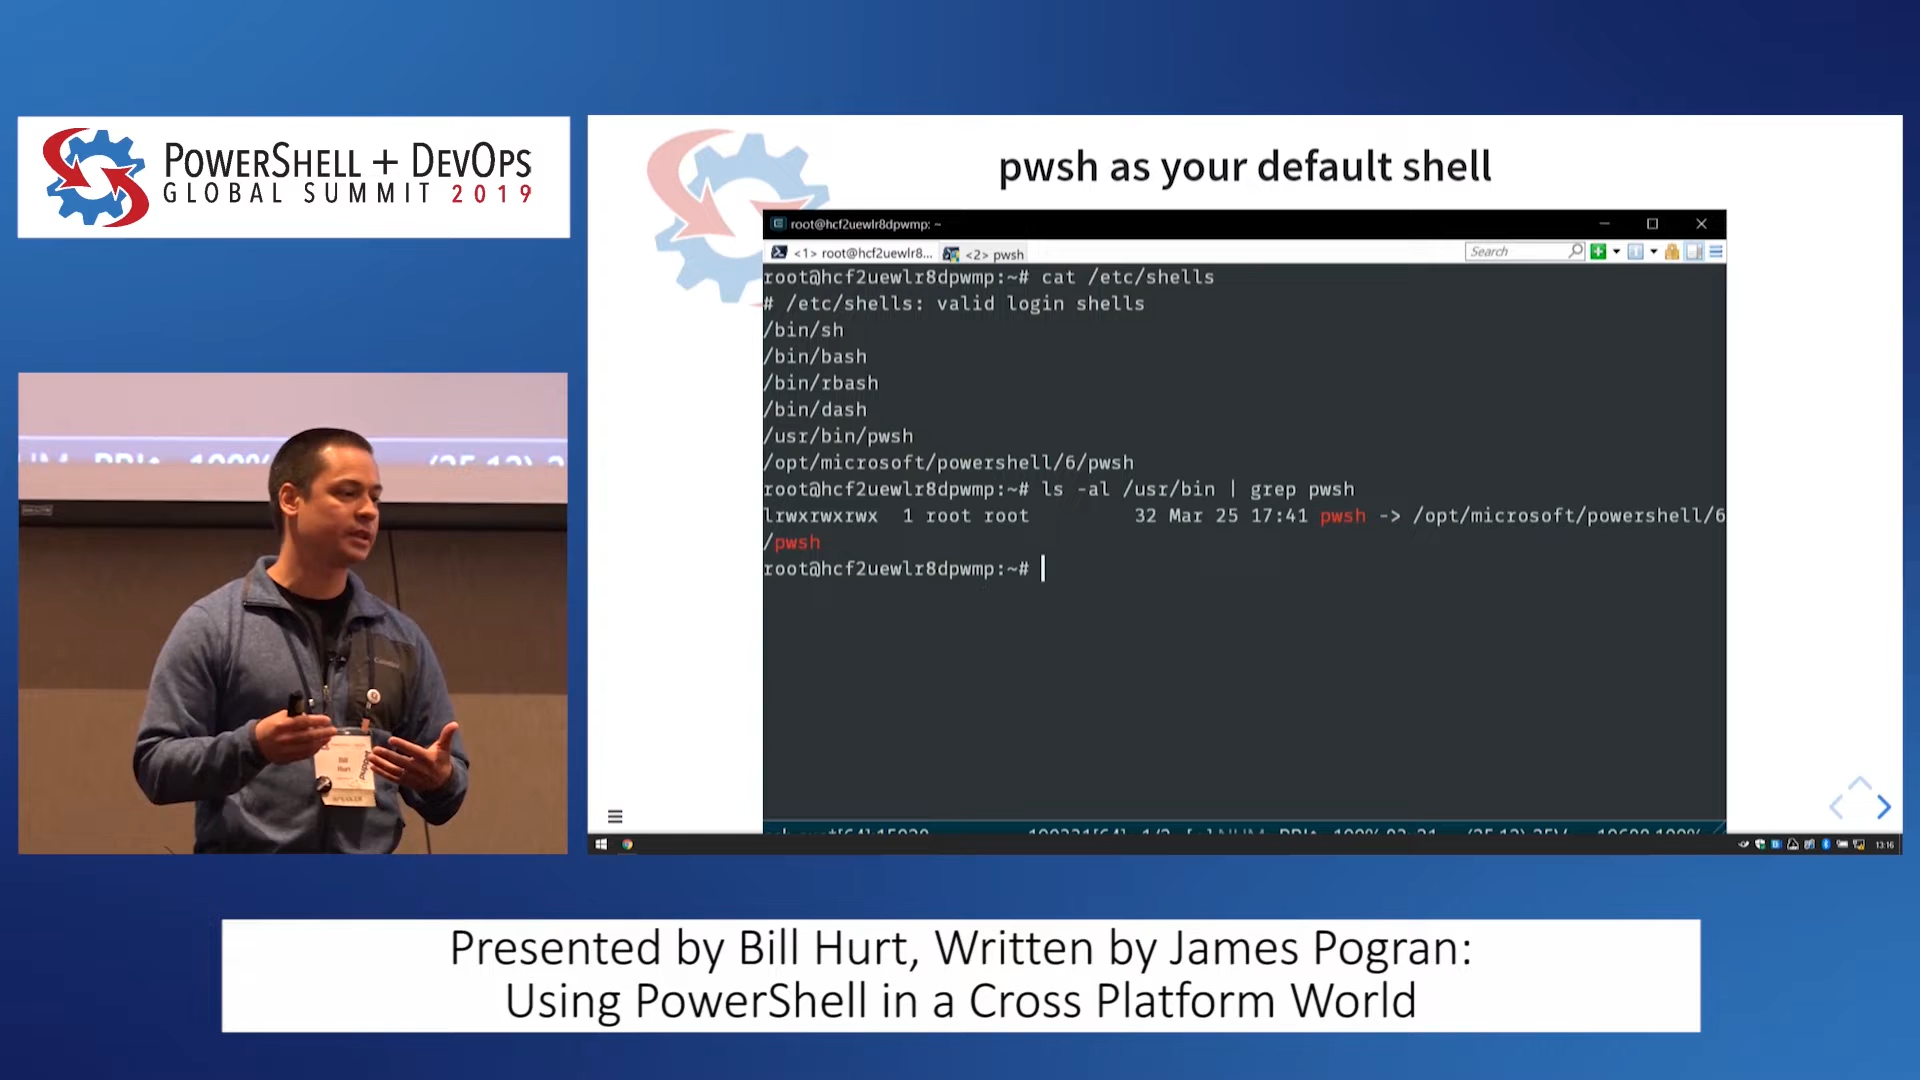 POWERSHELL + DEVOPS
GLOBAL SUMMIT 2019
pwsh as your default shell
root@hcf2uewlr8dpwmp: ~
<1> root@hcf2uewlr8... <2> pwsh
Search
root@hcf2uewlr8dpwmp:~# cat /etc/shells
# /etc/shells: valid login shells
/bin/sh
/bin/bash
/bin/rbash
/bin/dash
/usr/bin/pwsh
/opt/microsoft/powershell/6/pwsh
root@hcf2uewlr8dpwmp:~# ls -al /usr/bin | grep pwsh
lrwxrwxrwx 1 root root 32 Mar 25 17:41 pwsh -> /opt/microsoft/powershell/6
/pwsh
root@hcf2uewlr8dpwmp:~#
13:16
Bill
Hurt
Presented by Bill Hurt, Written by James Pogran:
Using PowerShell in a Cross Platform World